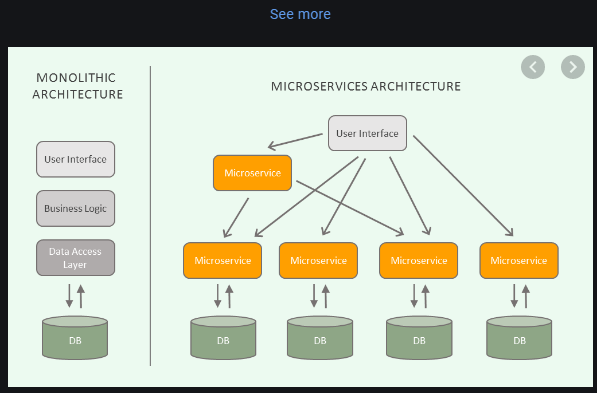 See more
MONOLITHIC
ARCHITECTURE
User Interface
Business Logic
Data Access
Layer
DB
MICROSERVICES ARCHITECTURE
User Interface
Microservice
Microservice
Microservice
Microservice
Microservice
DB
DB
DB
DB